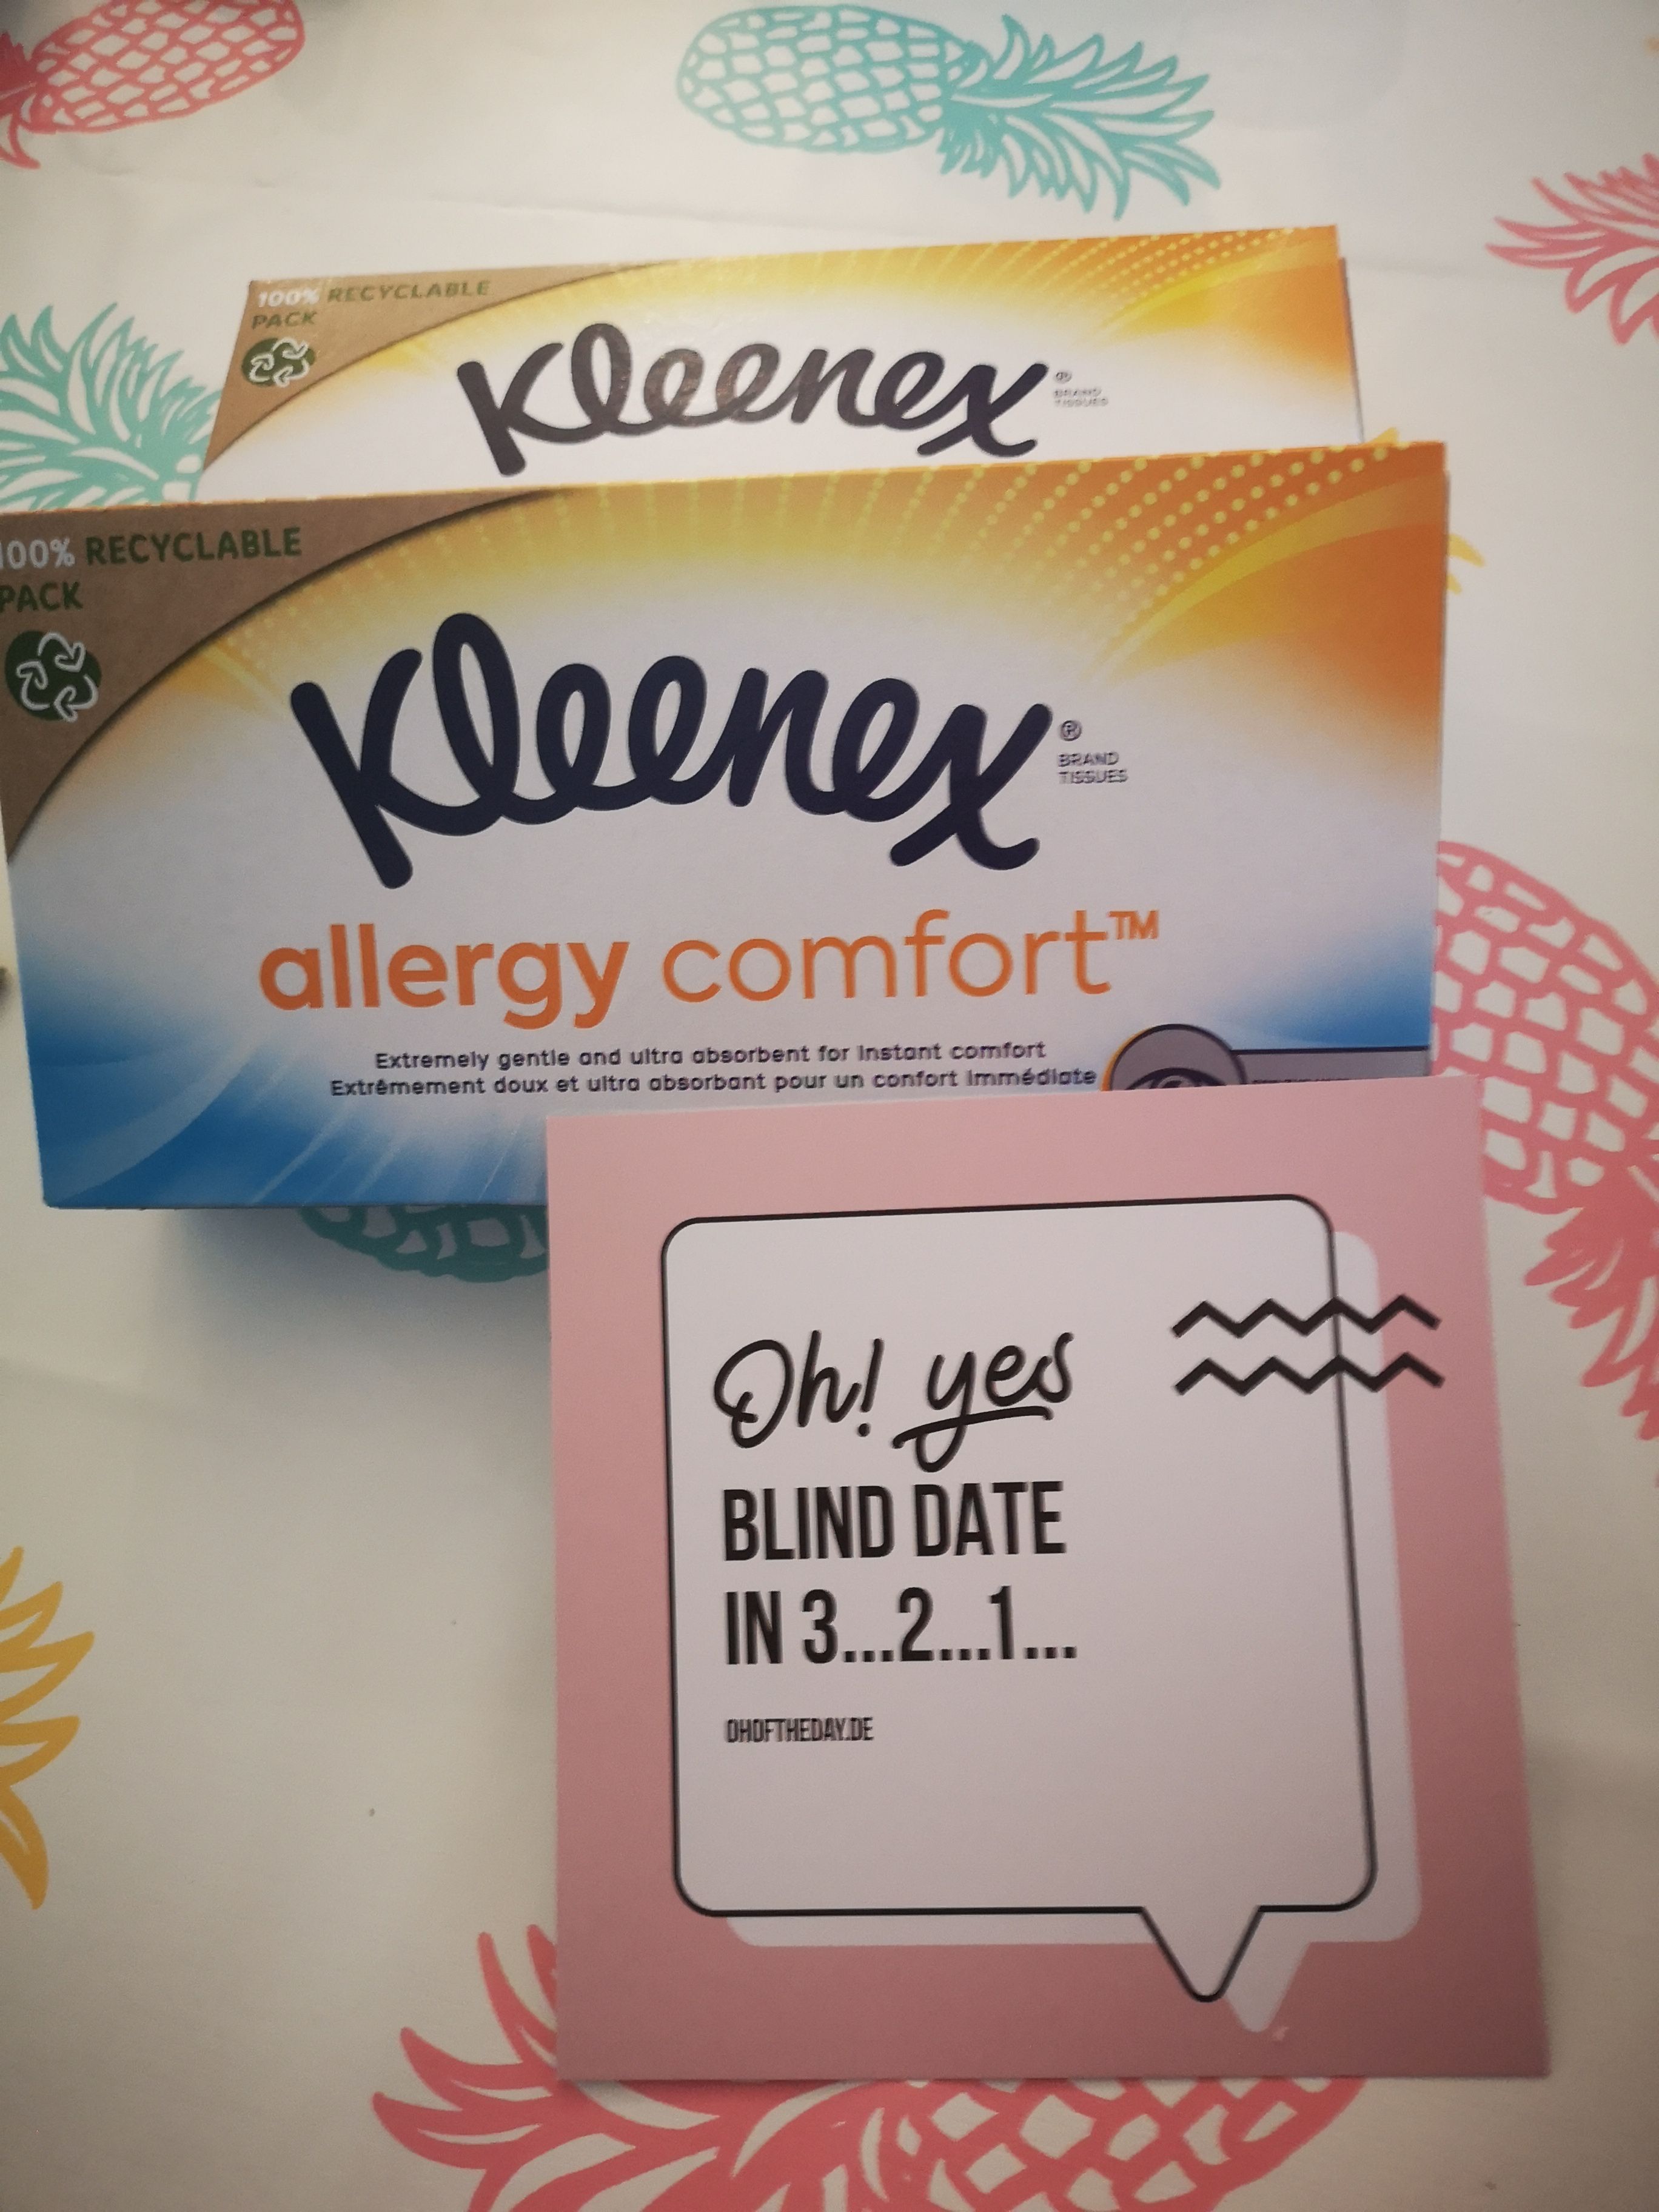 100% RECYCLABLE
PACK
Kleenex®
BRAND
TISSUES
100% RECYCLABLE
PACK
Kleenex®
BRAND
TISSUES
allergy comfort™
Extremely gentle and ultra absorbent for instant comfort
Extrêmement doux et ultra absorbant pour un confort immédiate
Oh! yes
BLIND DATE
IN 3...2...1...
OHOFTHEDAY.DE